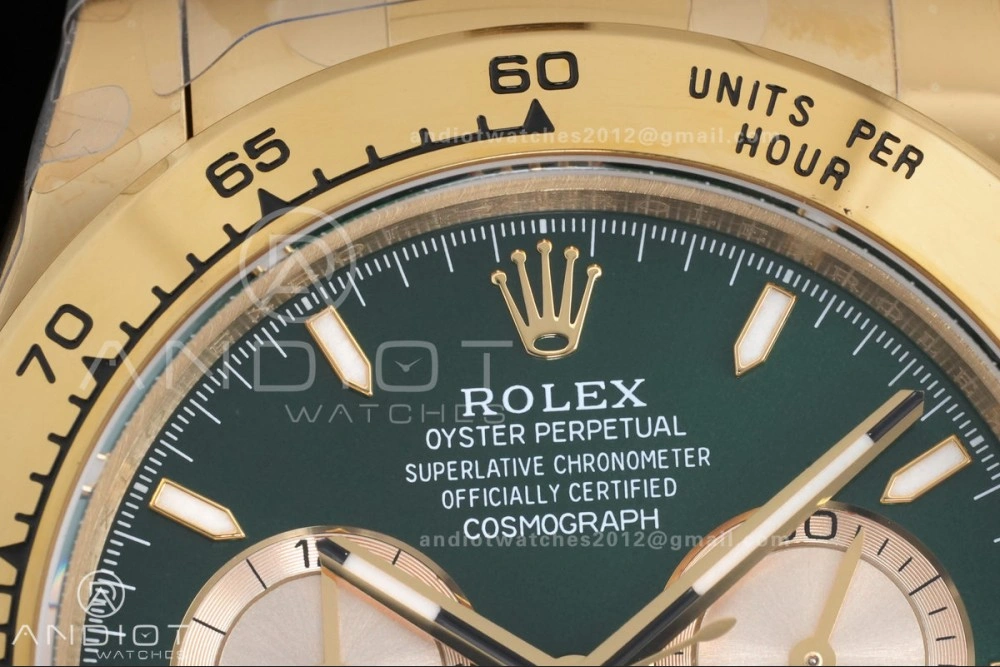 60
UNITS PER
HOUR
andiotwatches2012@gmail.com
65
70
ANDIOT
WATCHES
ROLEX
OYSTER PERPETUAL
SUPERLATIVE CHRONOMETER
OFFICIALLY CERTIFIED
COSMOGRAPH
andiotwatches2012@gmail.com
ANDIOT
WATCHES